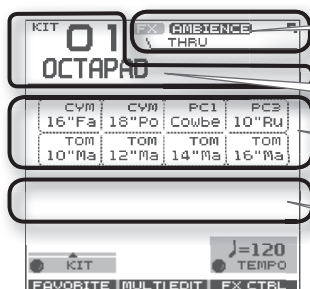 KIT 01 FX AMBIENCE
THRU
OCTAPAD
CYM CYM PC1 PC3
16"Fa 18"Po Cowbe 10"Ru
TOM TOM TOM TOM
10"Ma 12"Ma 14"Ma 16"Ma
♩=120
KIT TEMPO
FAVORITE MULTI EDIT FX CTRL